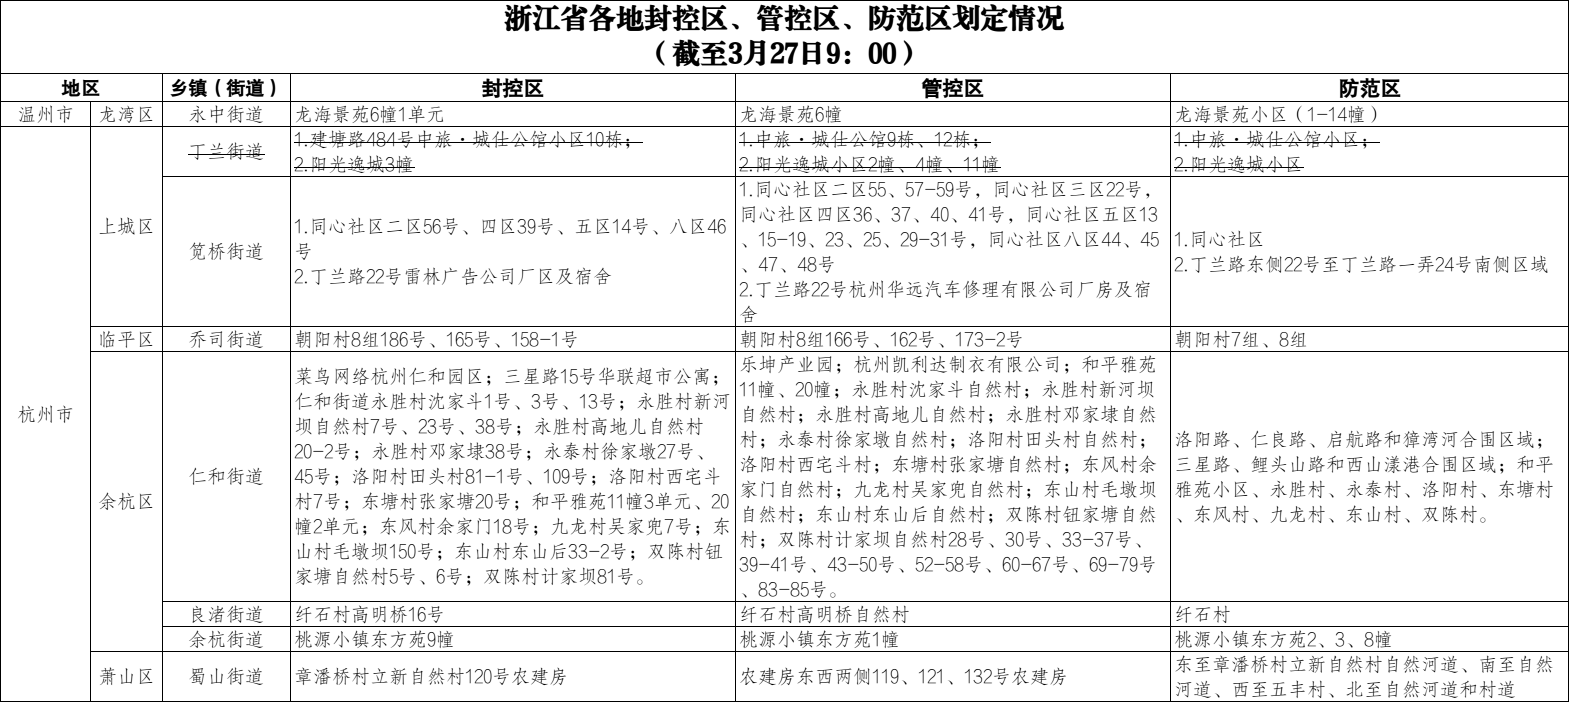 浙江省各地封控区、管控区、防范区划定情况
（截至3月27日9：00）
地区 乡镇（街道） 封控区 管控区 防范区
温州市 龙湾区 永中街道 龙海景苑6幢1单元 龙海景苑6幢 龙海景苑小区（1-14幢）
杭州市
上城区
丁兰街道
1.建塘路484号中旅·城仕公馆小区10栋；
2.阳光逸城3幢
1.中旅·城仕公馆9栋、12栋；
2.阳光逸城小区2幢、4幢、11幢
1.中旅·城仕公馆小区；
2.阳光逸城小区
笕桥街道
1.同心社区二区56号、四区39号、五区14号、八区46
号
2.丁兰路22号雷林广告公司厂区及宿舍
1.同心社区二区55、57-59号，同心社区三区22号，
同心社区四区36、37、40、41号，同心社区五区13
、15-19、23、25、29-31号，同心社区八区44、45
、47、48号
2.丁兰路22号杭州华远汽车修理有限公司厂房及宿
舍
1.同心社区
2.丁兰路东侧22号至丁兰路一弄24号南侧区域
临平区 乔司街道 朝阳村8组186号、165号、158-1号 朝阳村8组166号、162号、173-2号 朝阳村7组、8组
余杭区
仁和街道
菜鸟网络杭州仁和园区；三星路15号华联超市公寓；
仁和街道永胜村沈家斗1号、3号、13号；永胜村新河
坝自然村7号、23号、38号；永胜村高地儿自然村
20-2号；永胜村邓家埭38号；永泰村徐家墩27号、
45号；洛阳村田头村81-1号、109号；洛阳村西宅斗
村7号；东塘村张家塘20号；和平雅苑11幢3单元、20
幢2单元；东风村余家门18号；九龙村吴家兜7号；东
山村毛墩坝150号；东山村东山后33-2号；双陈村钮
家塘自然村5号、6号；双陈村计家坝81号。
乐坤产业园；杭州凯利达制衣有限公司；和平雅苑
11幢、20幢；永胜村沈家斗自然村；永胜村新河坝
自然村；永胜村高地儿自然村；永胜村邓家埭自然
村；永泰村徐家墩自然村；洛阳村田头村自然村；
洛阳村西宅斗村；东塘村张家塘自然村；东风村余
家门自然村；九龙村吴家兜自然村；东山村毛墩坝
自然村；东山村东山后自然村；双陈村钮家塘自然
村；双陈村计家坝自然村28号、30号、33-37号、
39-41号、43-50号、52-58号、60-67号、69-79号
、83-85号。
洛阳路、仁良路、启航路和獐湾河合围区域；
三星路、鲤头山路和西山漾港合围区域；和平
雅苑小区、永胜村、永泰村、洛阳村、东塘村
、东风村、九龙村、东山村、双陈村。
良渚街道 纤石村高明桥16号 纤石村高明桥自然村 纤石村
余杭街道 桃源小镇东方苑9幢 桃源小镇东方苑1幢 桃源小镇东方苑2、3、8幢
萧山区 蜀山街道 章潘桥村立新自然村120号农建房 农建房东西两侧119、121、132号农建房
东至章潘桥村立新自然村自然河道、南至自然
河道、西至五丰村、北至自然河道和村道